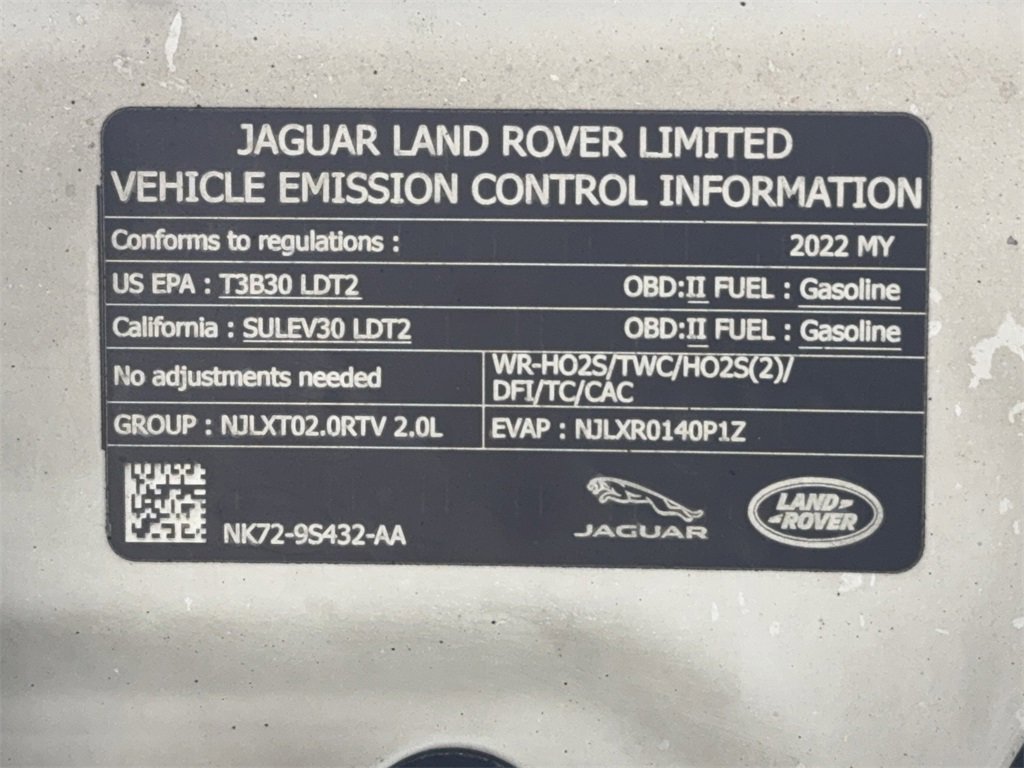 JAGUAR LAND ROVER LIMITED
VEHICLE EMISSION CONTROL INFORMATION
Conforms to regulations : 2022 MY
US EPA : T3B30 LDT2 OBD:II FUEL : Gasoline
California : SULEV30 LDT2 OBD:II FUEL : Gasoline
No adjustments needed
WR-HO2S/TWC/HO2S(2)/
DFI/TC/CAC
GROUP : NJLXT02.0RTV 2.0L
EVAP : NJLXR0140P1Z
NK72-9S432-AA
JAGUAR
LAND
ROVER